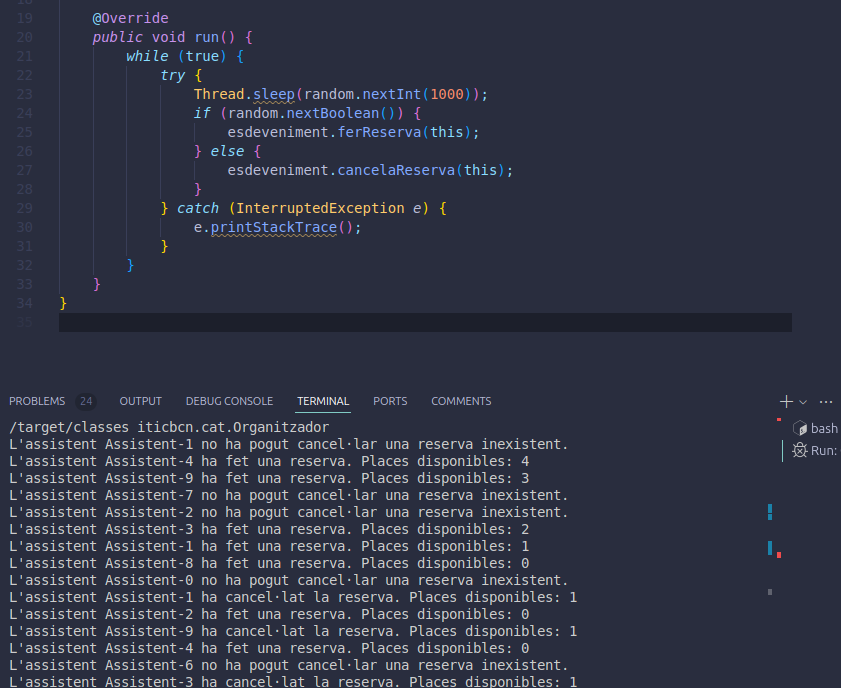 19 @Override
20 public void run() {
21 while (true) {
22 try {
23 Thread.sleep(random.nextInt(1000));
24 if (random.nextBoolean()) {
25 esdeveniment.ferReserva(this);
26 } else {
27 esdeveniment.cancelaReserva(this);
28 }
29 } catch (InterruptedException e) {
30 e.printStackTrace();
31 }
32 }
33 }
34 }
35
PROBLEMS 24 OUTPUT DEBUG CONSOLE TERMINAL PORTS COMMENTS
/target/classes iticbcn.cat.Organitzador
L'assistent Assistent-1 no ha pogut cancel·lar una reserva inexistent.
L'assistent Assistent-4 ha fet una reserva. Places disponibles: 4
L'assistent Assistent-9 ha fet una reserva. Places disponibles: 3
L'assistent Assistent-7 no ha pogut cancel·lar una reserva inexistent.
L'assistent Assistent-2 no ha pogut cancel·lar una reserva inexistent.
L'assistent Assistent-3 ha fet una reserva. Places disponibles: 2
L'assistent Assistent-1 ha fet una reserva. Places disponibles: 1
L'assistent Assistent-8 ha fet una reserva. Places disponibles: 0
L'assistent Assistent-0 no ha pogut cancel·lar una reserva inexistent.
L'assistent Assistent-1 ha cancel·lat la reserva. Places disponibles: 1
L'assistent Assistent-2 ha fet una reserva. Places disponibles: 0
L'assistent Assistent-9 ha cancel·lat la reserva. Places disponibles: 1
L'assistent Assistent-4 ha fet una reserva. Places disponibles: 0
L'assistent Assistent-6 no ha pogut cancel·lar una reserva inexistent.
L'assistent Assistent-3 ha cancel·lat la reserva. Places disponibles: 1
bash
Run: